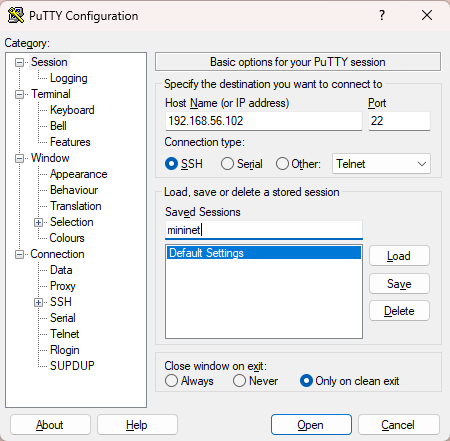 PuTTY Configuration
?
Category:
Session
Logging
Terminal
Keyboard
Bell
Features
Window
Appearance
Behaviour
Translation
Selection
Colours
Connection
Data
Proxy
SSH
Serial
Telnet
Rlogin
SUPDUP
Basic options for your PuTTY session
Specify the destination you want to connect to
Host Name (or IP address) Port
192.168.56.102 22
Connection type:
SSH Serial Other: Telnet
Load, save or delete a stored session
Saved Sessions
mininet
Default Settings
Load
Save
Delete
Close window on exit:
Always Never Only on clean exit
About Help Open Cancel